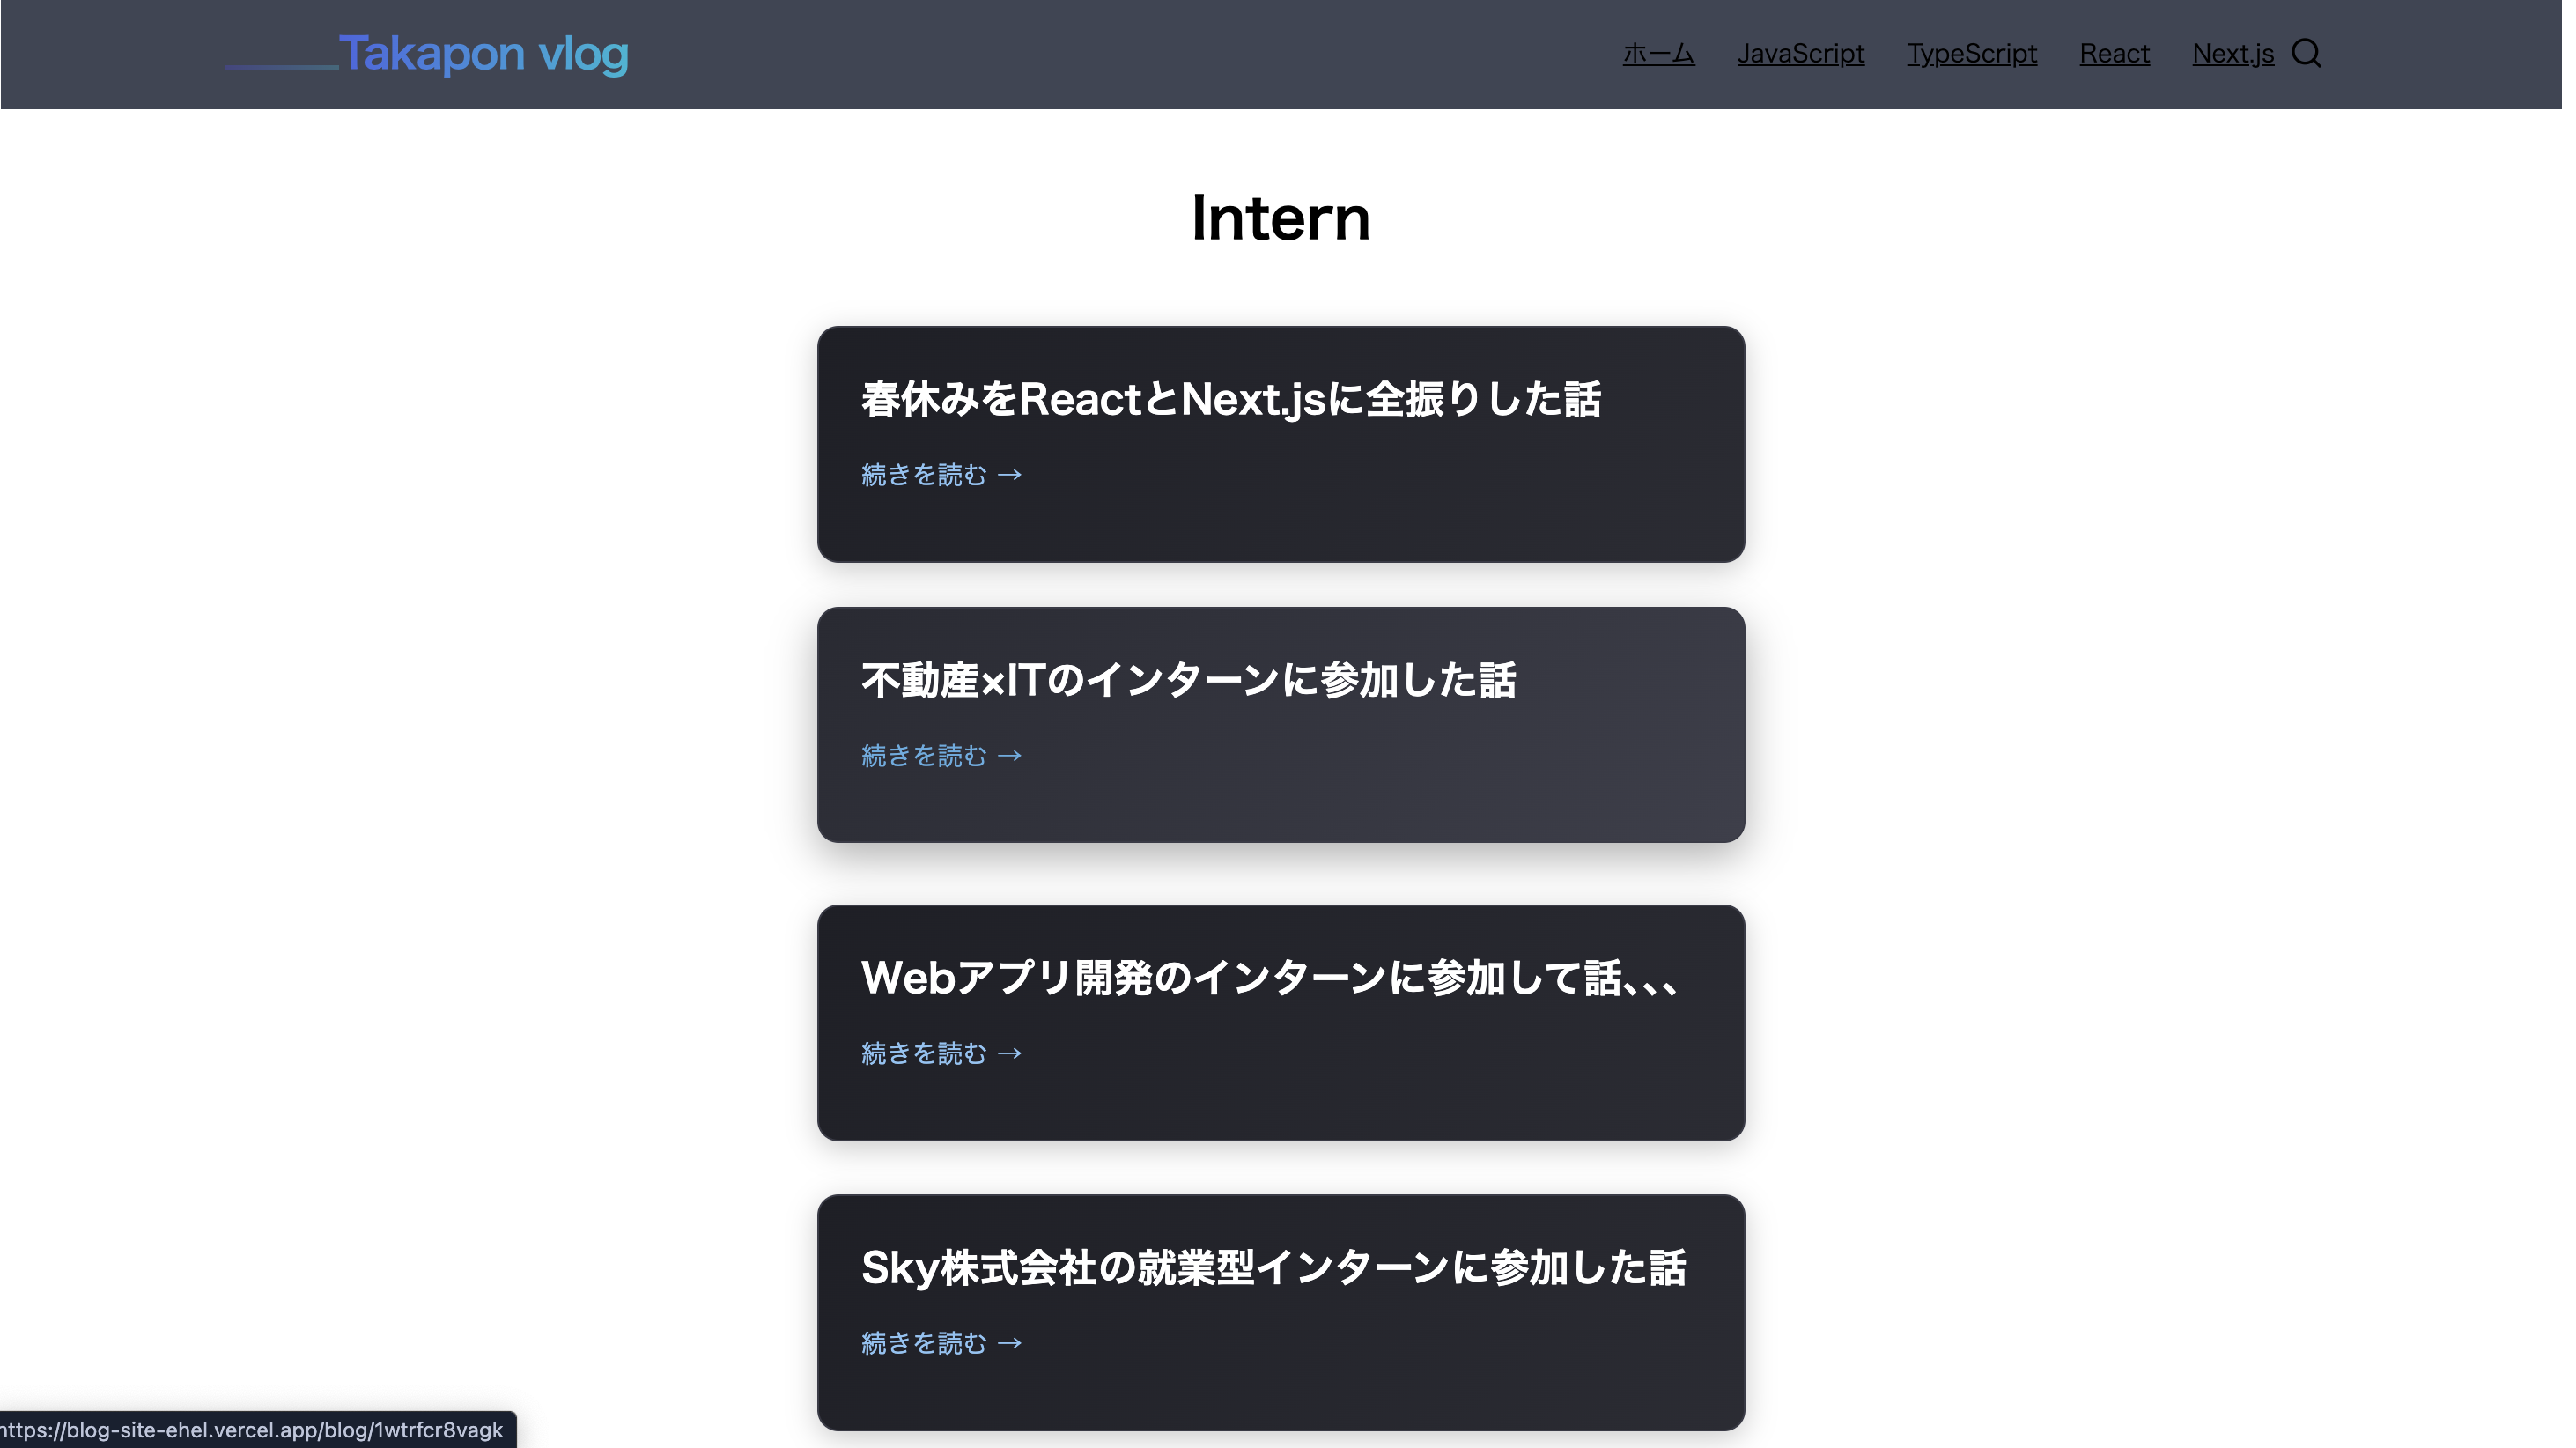 Takapon vlog
ホーム JavaScript TypeScript React Next.js
Intern
春休みをReactとNext.jsに全振りした話
続きを読む →
不動産×ITのインターンに参加した話
続きを読む →
Webアプリ開発のインターンに参加して話、、、
続きを読む →
Sky株式会社の就業型インターンに参加した話
続きを読む →
https://blog-site-ehel.vercel.app/blog/1wtrfcr8vagk